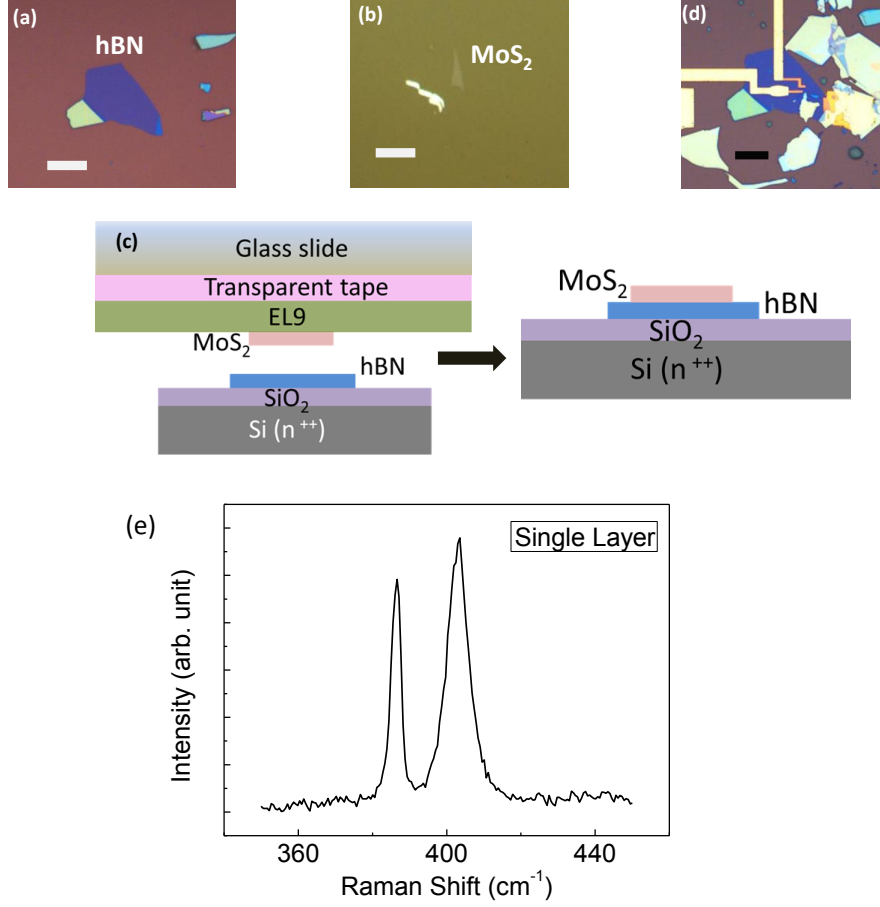 (a)
hBN
(b)
MoS₂
(d)
(c)
Glass slide
Transparent tape
EL9
MoS₂
hBN
SiO₂
Si (n⁺⁺)
MoS₂
hBN
SiO₂
Si (n⁺⁺)
(e)
Single Layer
Intensity (arb. unit)
360
400
440
Raman Shift (cm⁻¹)